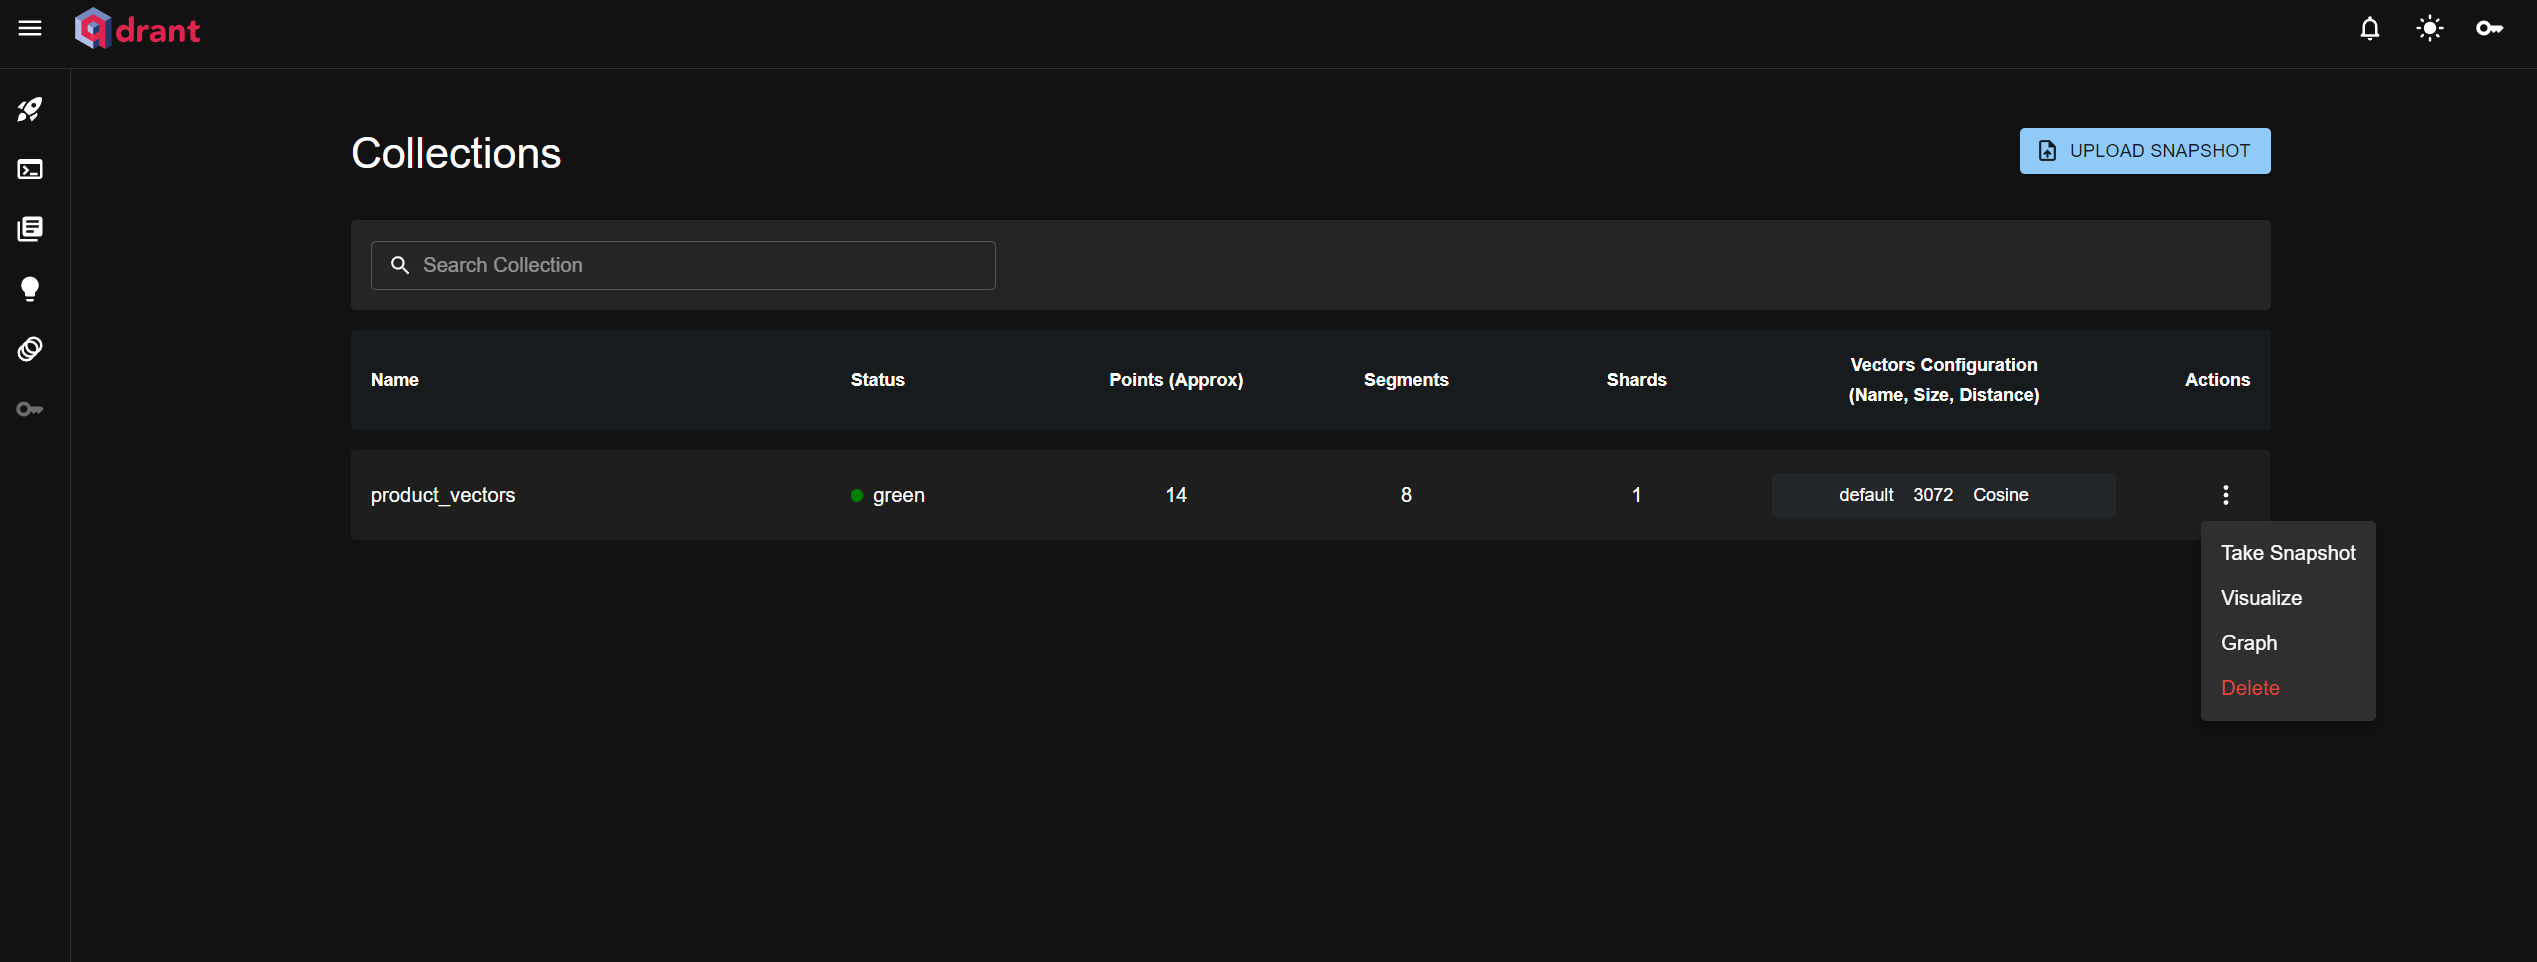 qdrant
Collections
UPLOAD SNAPSHOT
Search Collection
Name
Status
Points (Approx)
Segments
Shards
Vectors Configuration
(Name, Size, Distance)
Actions
product_vectors
green
14
8
1
default 3072 Cosine
Take Snapshot
Visualize
Graph
Delete